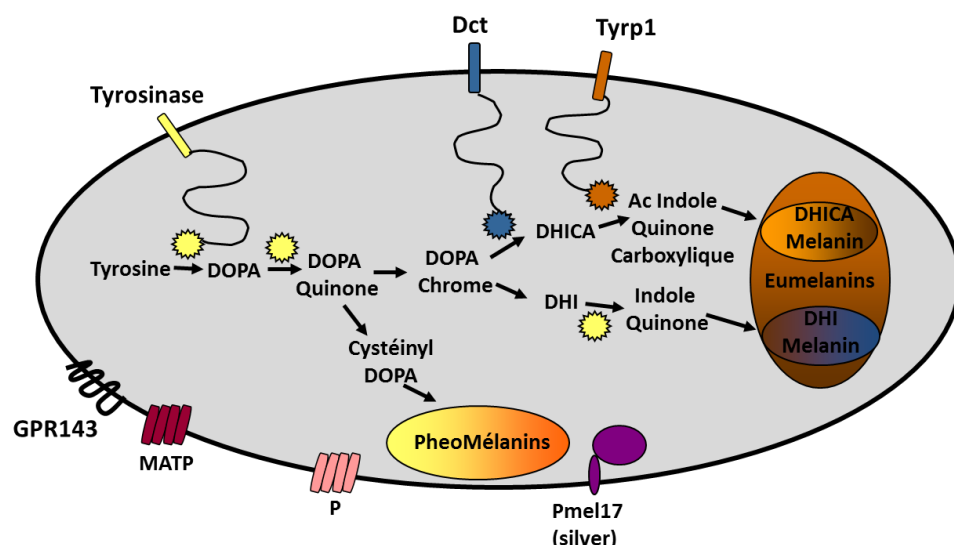 Dct
Tyrp1
Tyrosinase
Tyrosine
DOPA
DOPA
Quinone
DOPA
Chrome
DHICA
Ac Indole
Quinone
Carboxylique
DHICA
Melanin
Eumelanins
DHI
Melanin
DHI
Indole
Quinone
Cystéinyl
DOPA
PheoMélanins
GPR143
MATP
P
Pmel17
(silver)